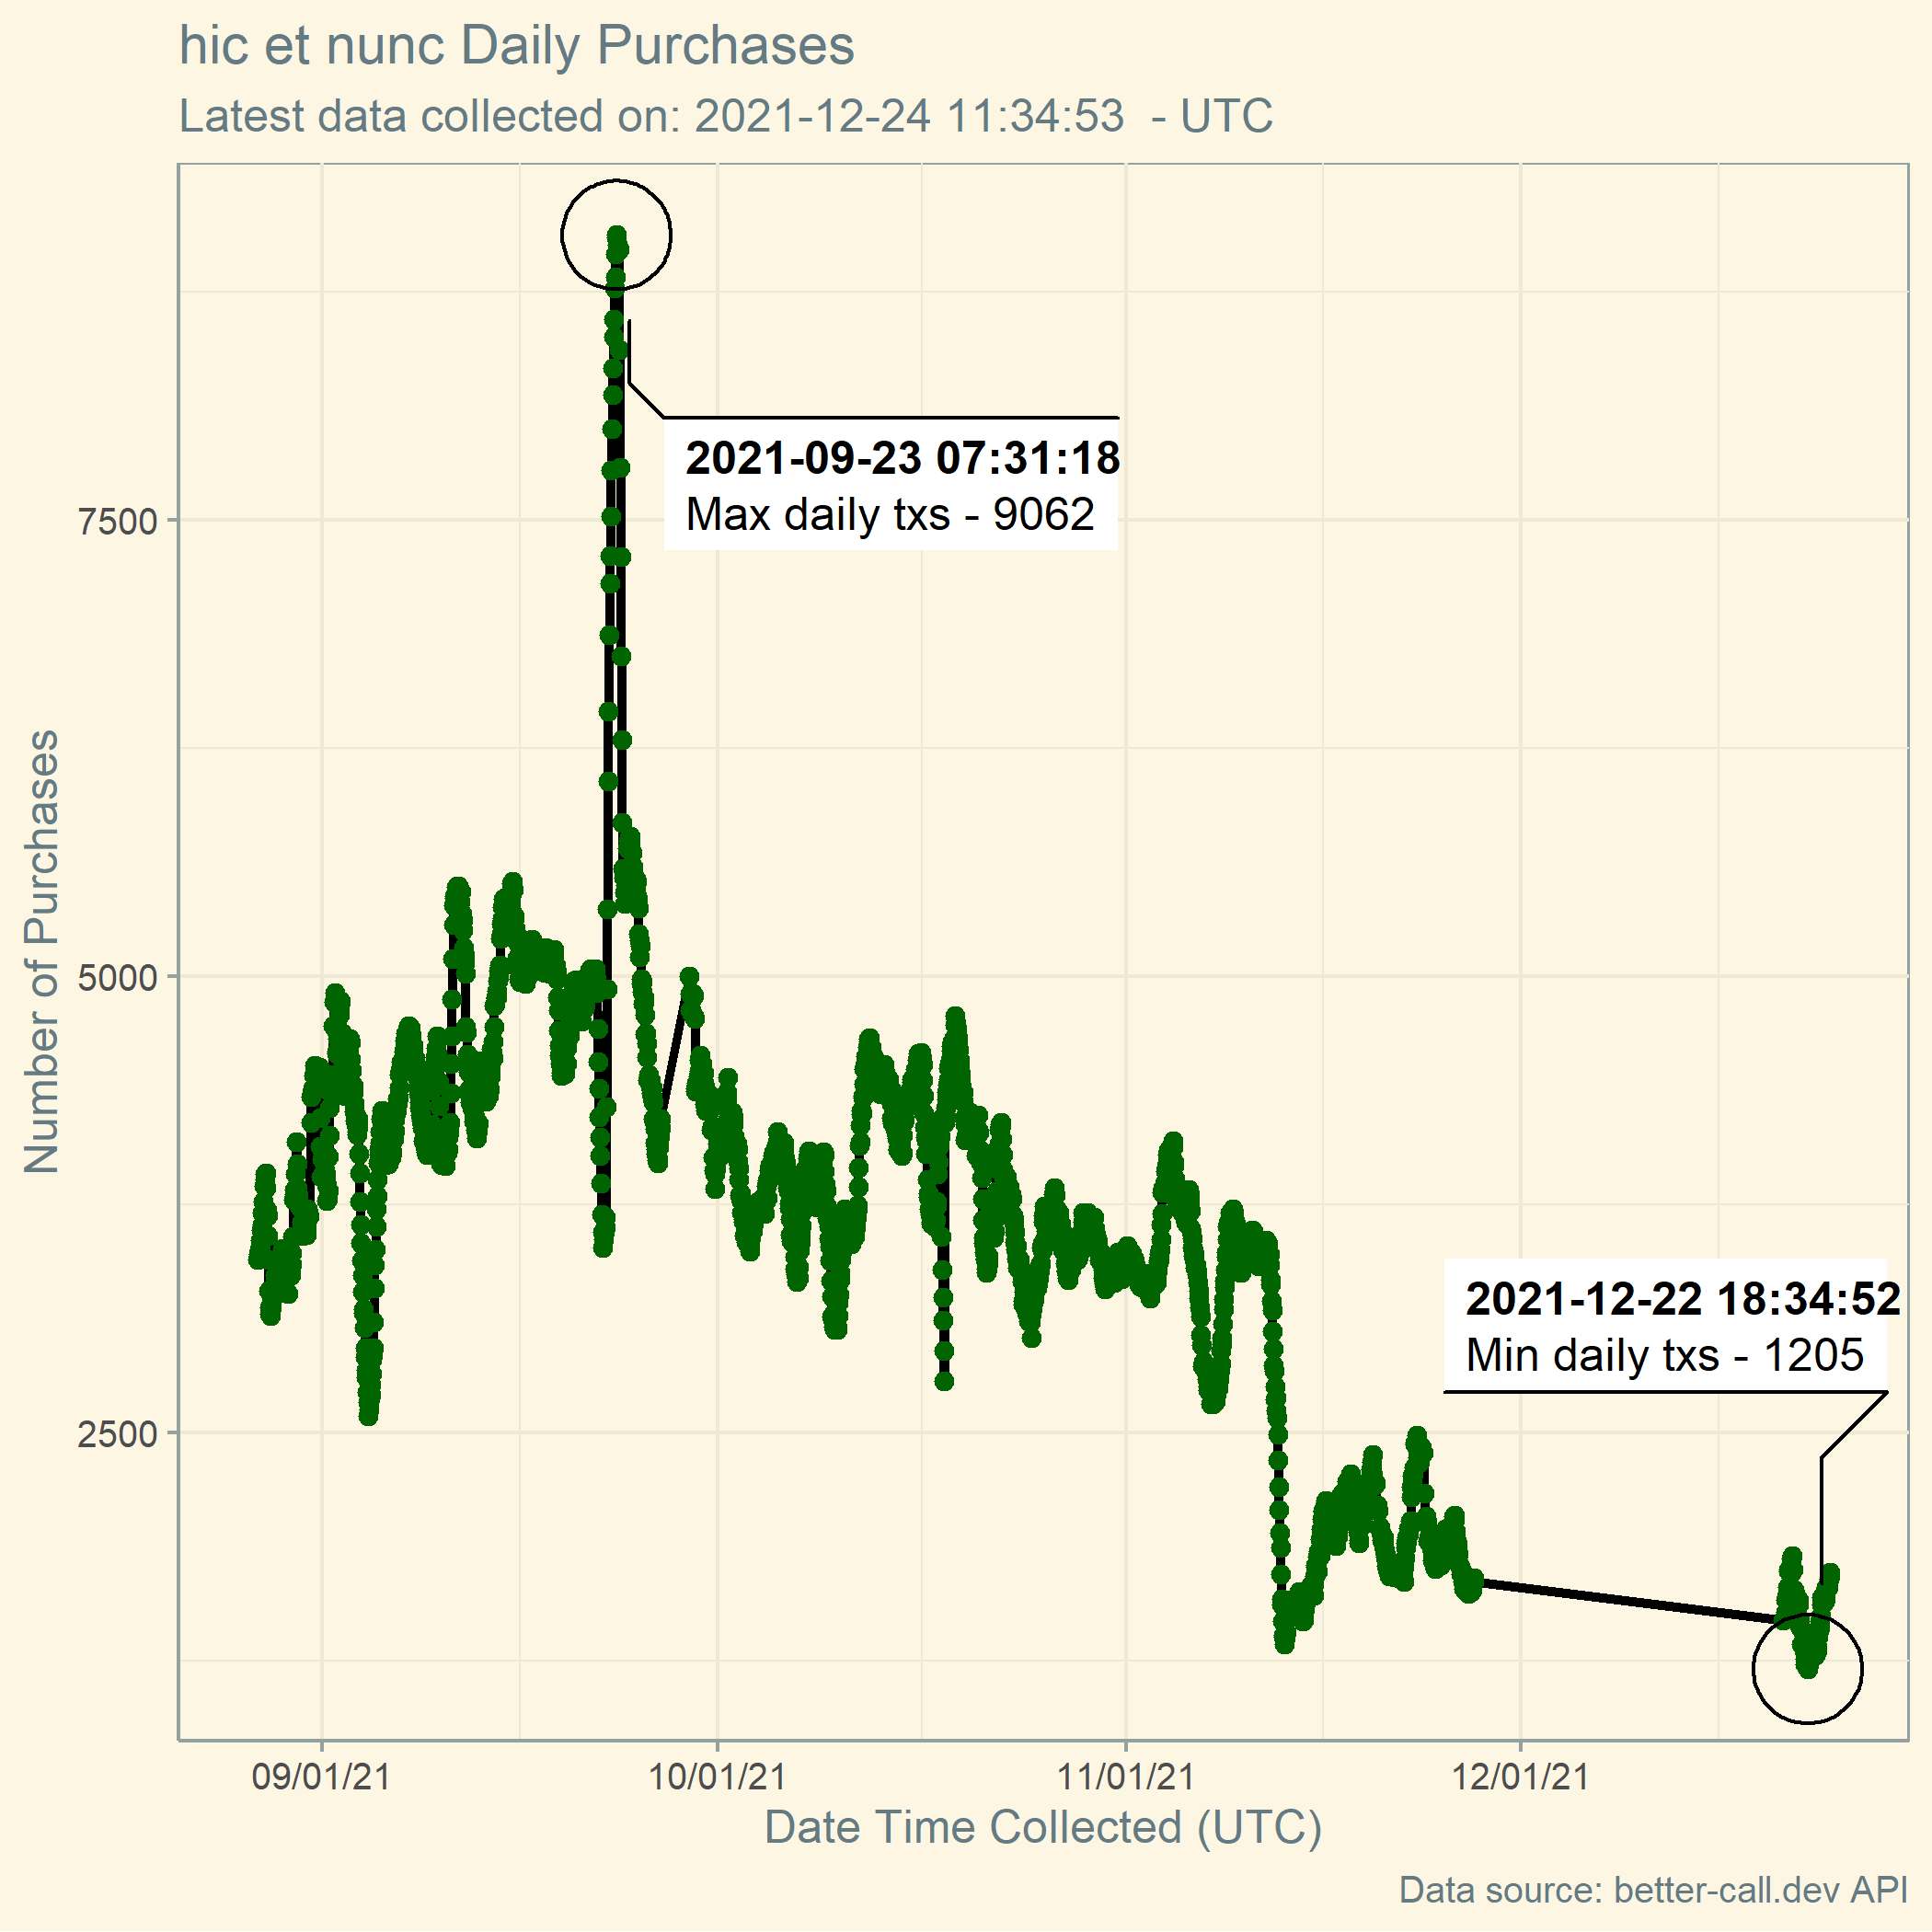 hic et nunc Daily Purchases
Latest data collected on: 2021-12-24 11:34:53  - UTC
2021-09-23 07:31:18
Max daily txs - 9062
7500
Number of Purchases
5000
2021-12-22 18:34:52
Min daily txs - 1205
2500
09/01/21 10/01/21 11/01/21 12/01/21
Date Time Collected (UTC)
Data source: better-call.dev API